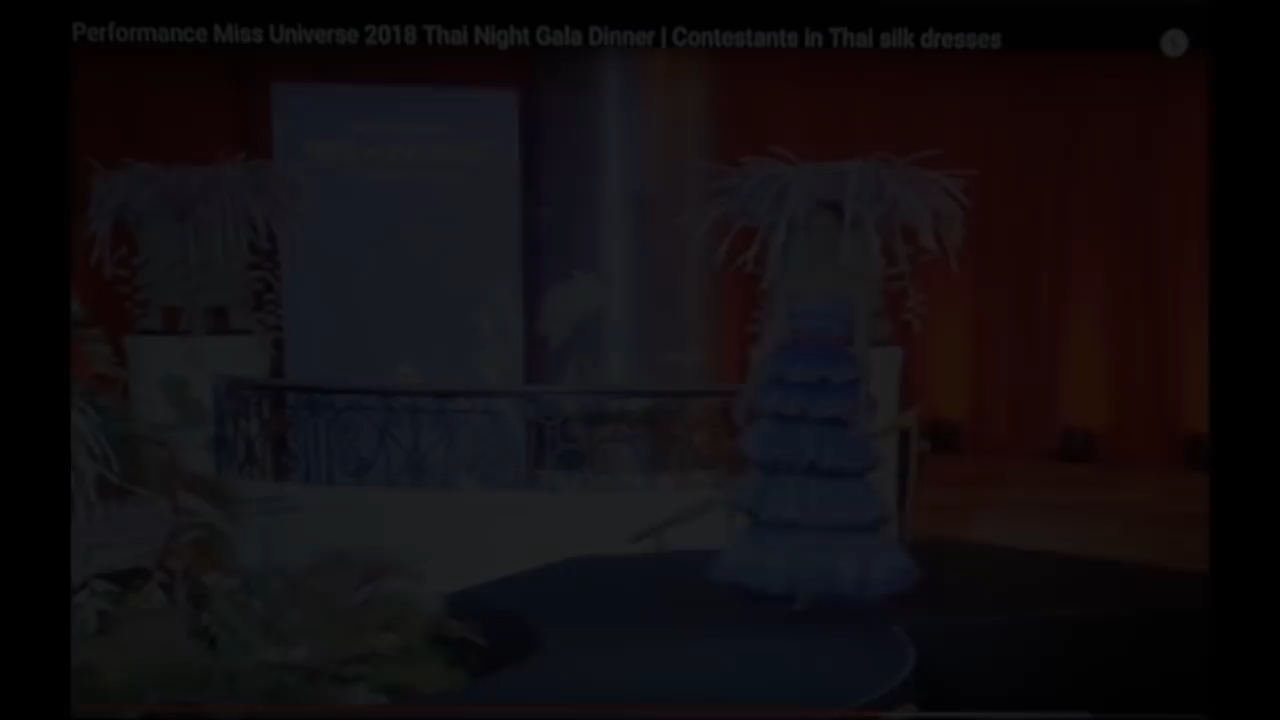 Performance Miss Universe 2018 Thai Night Gala Dinner | Contestants in Thai silk dresses